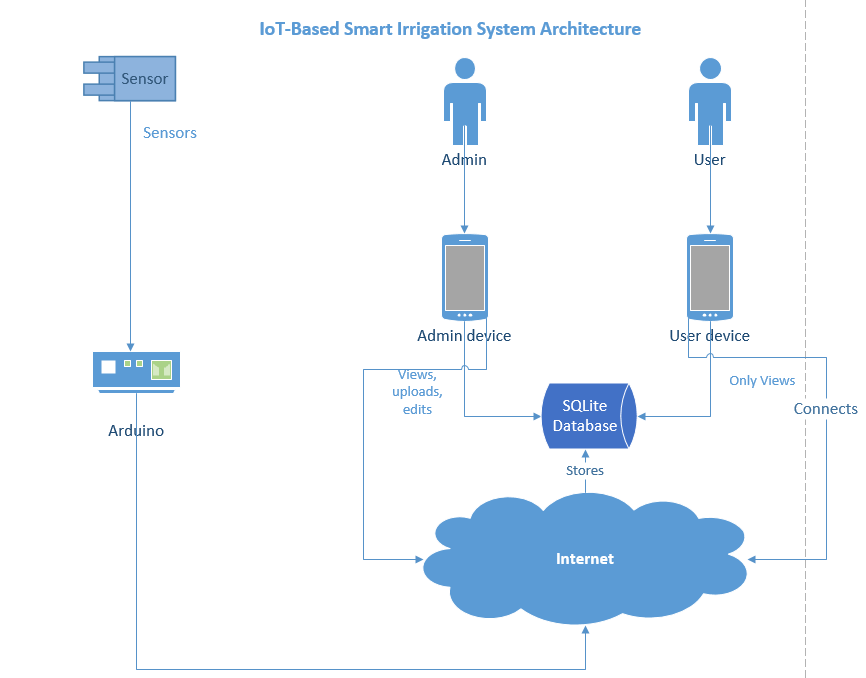 IoT-Based Smart Irrigation System Architecture
Sensor
Sensors
Admin
User
Admin device
User device
Views,
uploads,
edits
Only Views
SQLite
Database
Connects
Arduino
Stores
Internet